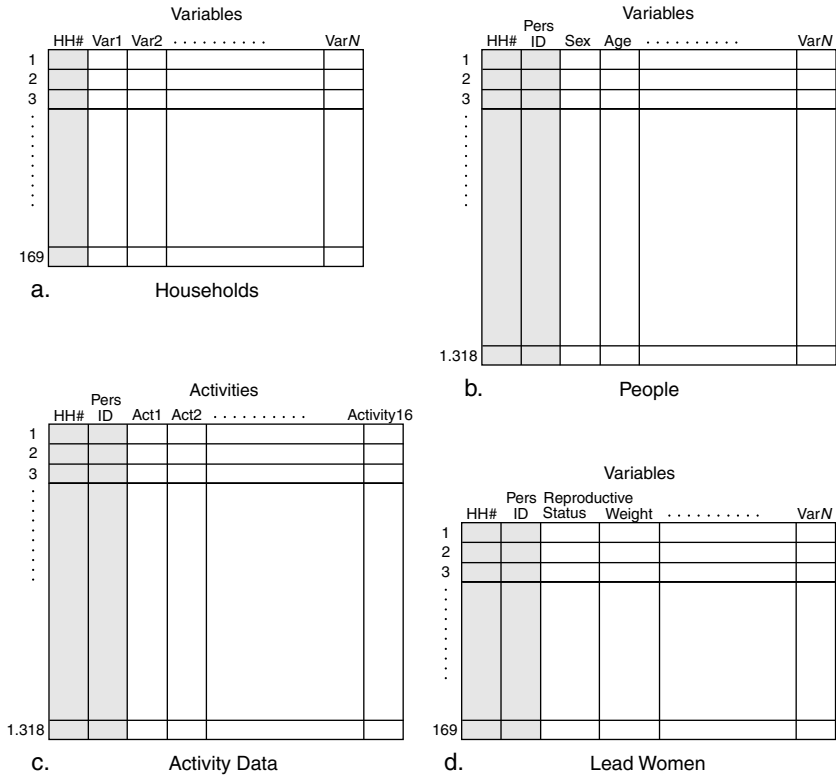 Variables
HH# Var1 Var2 . . . . . . . . . . VarN
1
2
3
169
a. Households
Variables
HH# Pers ID Sex Age . . . . . . . . . . VarN
1
2
3
1.318
b. People
Activities
HH# Pers ID Act1 Act2 . . . . . . . . . . Activity16
1
2
3
1.318
c. Activity Data
Variables
HH# Pers ID Reproductive Status Weight . . . . . . . . . . VarN
1
2
3
169
d. Lead Women